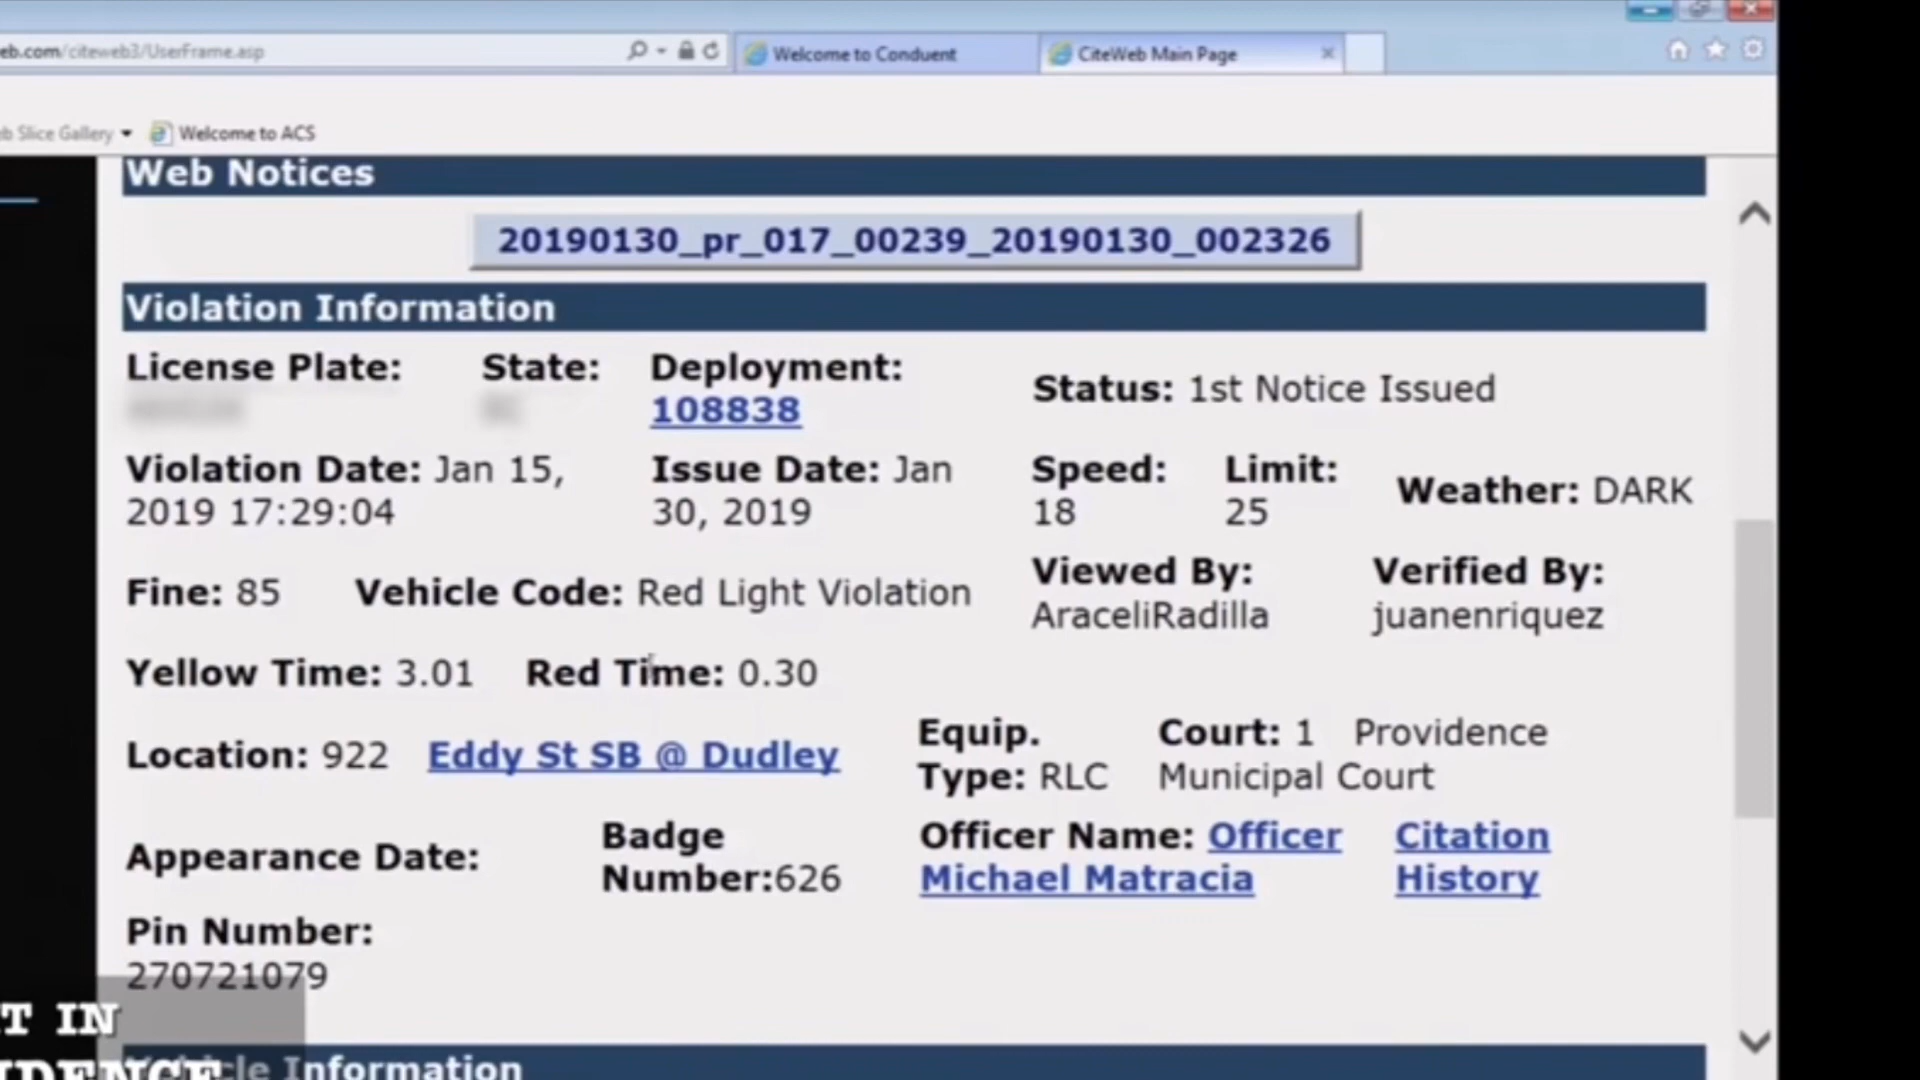 eb.com/citeweb3/UserFrame.asp
Welcome to Conduent
CiteWeb Main Page
b Slice Gallery
Welcome to ACS
Web Notices
20190130_pr_017_00239_20190130_002326
Violation Information
License Plate: State: Deployment: 108838 Status: 1st Notice Issued
Violation Date: Jan 15,
2019 17:29:04
Issue Date: Jan
30, 2019
Speed:
18
Limit:
25
Weather: DARK
Fine: 85 Vehicle Code: Red Light Violation
Viewed By:
AraceliRadilla
Verified By:
juanenriquez
Yellow Time: 3.01 Red Time: 0.30
Location: 922 Eddy St SB @ Dudley
Equip.
Type: RLC
Court: 1 Providence
Municipal Court
Appearance Date:
Badge
Number:626
Officer Name: Officer
Michael Matracia
Citation
History
Pin Number:
270721079
T IN
IDENCE
Vehicle Information